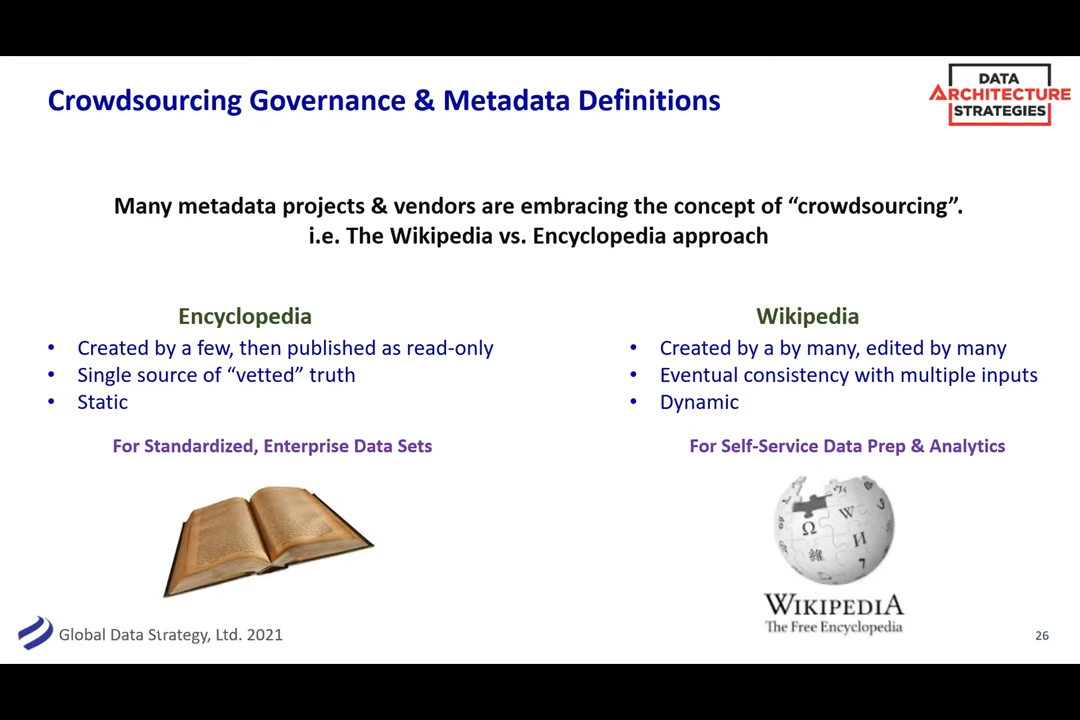 Crowdsourcing Governance & Metadata Definitions
DATA
ARCHITECTURE
STRATEGIES
Many metadata projects & vendors are embracing the concept of “crowdsourcing”.
i.e. The Wikipedia vs. Encyclopedia approach
Encyclopedia
• Created by a few, then published as read-only
• Single source of “vetted” truth
• Static
For Standardized, Enterprise Data Sets
Wikipedia
• Created by a by many, edited by many
• Eventual consistency with multiple inputs
• Dynamic
For Self-Service Data Prep & Analytics
Ω
W
И
維
WIKIPEDIA
The Free Encyclopedia
Global Data Strategy, Ltd. 2021
26